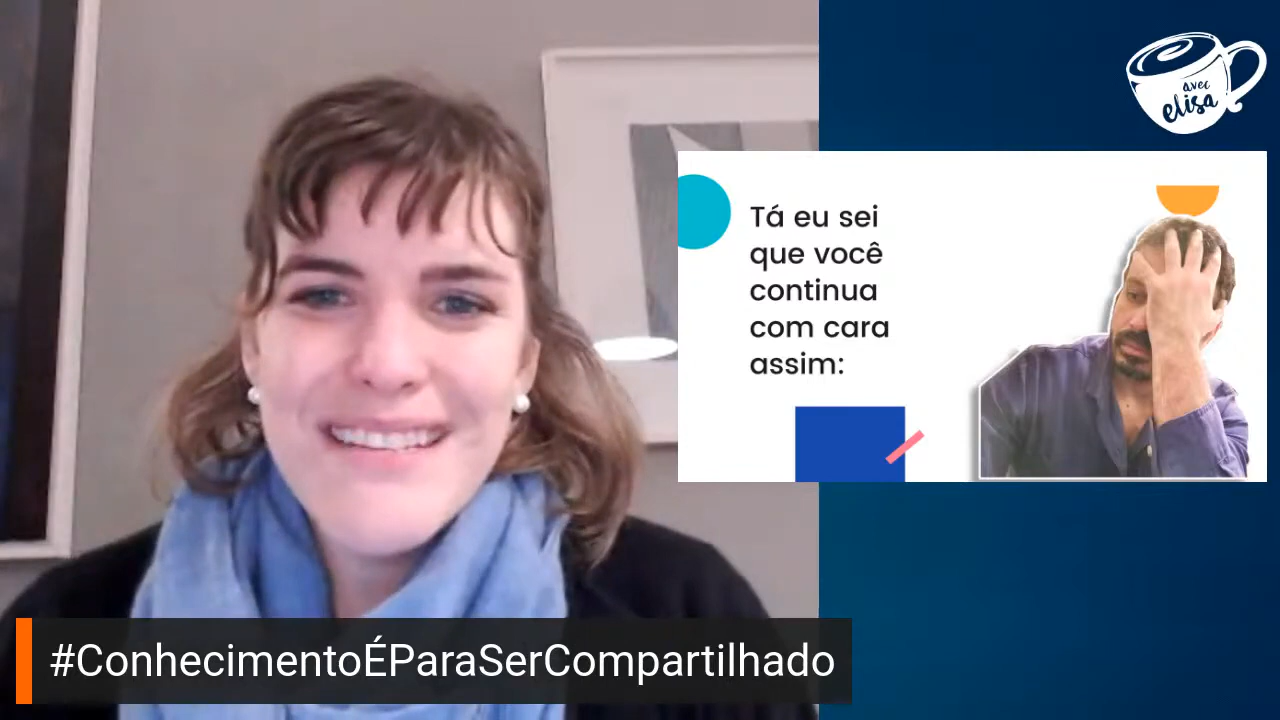 avec
elisa
Tá eu sei
que você
continua
com cara
assim:
#ConhecimentoÉParaSerCompartilhado